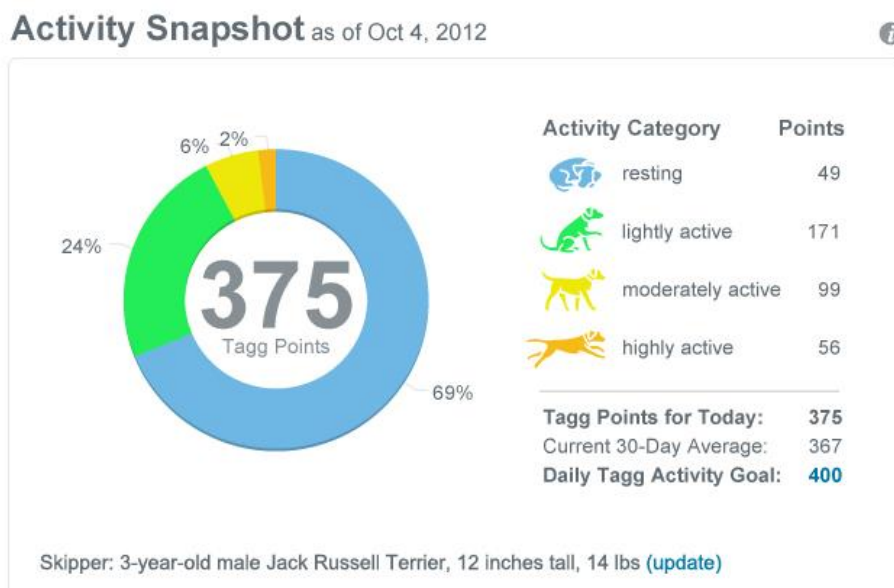 Activity Snapshot as of Oct 4, 2012
i
6% 2%
24%
69%
375
Tagg Points
Activity Category Points
resting 49
lightly active 171
moderately active 99
highly active 56
Tagg Points for Today: 375
Current 30-Day Average: 367
Daily Tagg Activity Goal: 400
Skipper: 3-year-old male Jack Russell Terrier, 12 inches tall, 14 lbs (update)